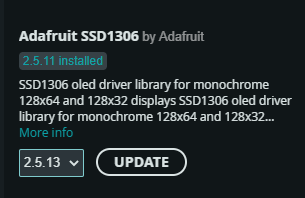 Adafruit SSD1306 by Adafruit
2.5.11 installed
SSD1306 oled driver library for monochrome
128x64 and 128x32 displays SSD1306 oled driver
library for monochrome 128x64 and 128x32...
More info
2.5.13 UPDATE